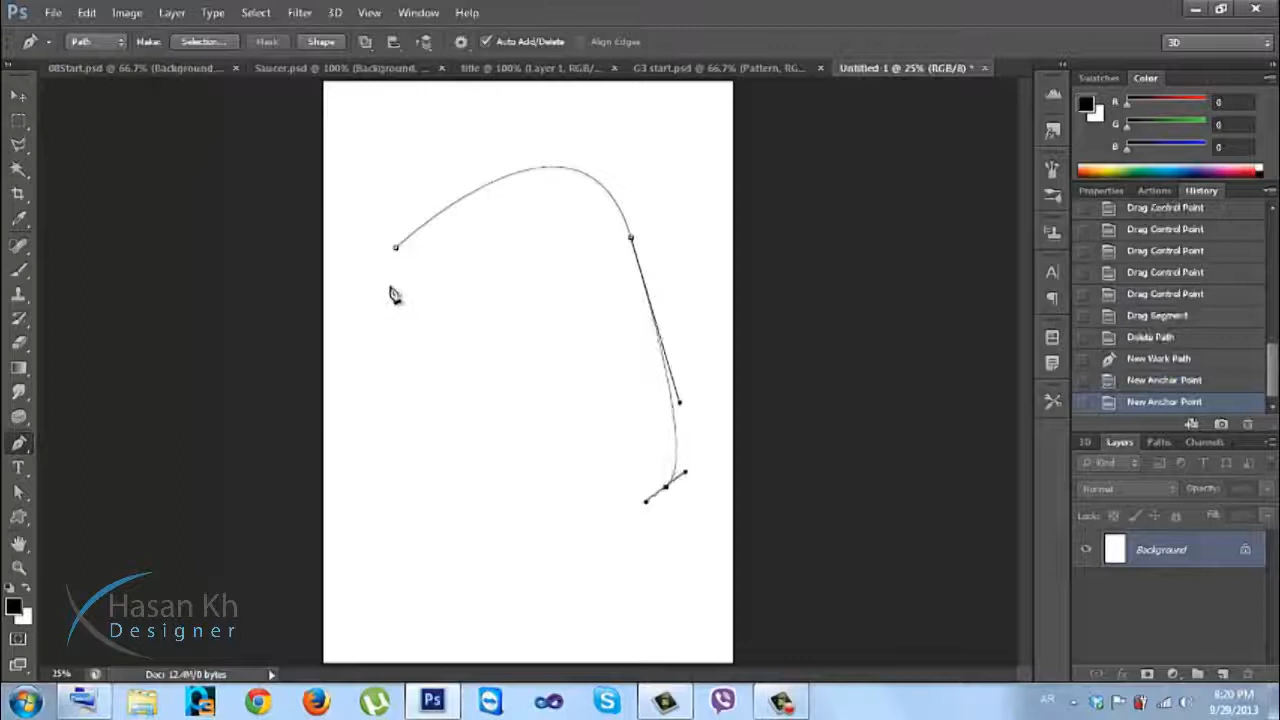 Ps File Edit Image Layer Type Select Filter 3D View Window Help
Path Make: Selection... Mask Shape Auto Add/Delete Align Edges 3D
08Start.psd @ 66.7% (Background,... × Saucer.psd @ 100% (Background, ... × title @ 100% (Layer 1, RGB/... × G3 start.psd @ 66.7% (Pattern, RG... × Untitled-1 @ 25% (RGB/8) * ×
Swatches Color
R 0
G 0
B 0
Properties Actions History
Drag Control Point
Drag Control Point
Drag Control Point
Drag Control Point
Drag Control Point
Drag Segment
Delete Path
New Work Path
New Anchor Point
New Anchor Point
3D Layers Paths Channels
Kind
Normal Opacity:
Lock: Fill:
Background
Hasan Kh
Designer
25% Doc: 12.4M/0 bytes
Ps AR 8:20 PM
9/29/2013